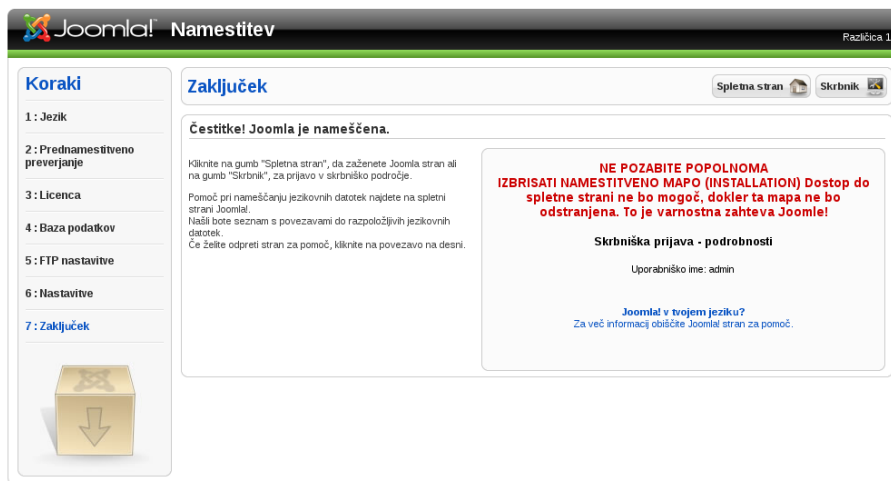 Joomla!™ Namestitev
Različica 1
Koraki
1 : Jezik
2 : Prednamestitveno
preverjanje
3 : Licenca
4 : Baza podatkov
5 : FTP nastavitve
6 : Nastavitve
7 : Zaključek
Zaključek
Spletna stran
Skrbnik
Čestitke! Joomla je nameščena.
Kliknite na gumb "Spletna stran", da zaženete Joomla stran ali
na gumb "Skrbnik", za prijavo v skrbniško področje.
Pomoč pri nameščanju jezikovnih datotek najdete na spletni
strani Joomla!.
Našli bote seznam s povezavami do razpoložljivih jezikovnih
datotek.
Če želite odpreti stran za pomoč, kliknite na povezavo na desni.
NE POZABITE POPOLNOMA
IZBRISATI NAMESTITVENO MAPO (INSTALLATION) Dostop do
spletne strani ne bo mogoč, dokler ta mapa ne bo
odstranjena. To je varnostna zahteva Joomle!
Skrbniška prijava - podrobnosti
Uporabniško ime: admin
Joomla! v tvojem jeziku?
Za več informacij obiščite Joomla! stran za pomoč.